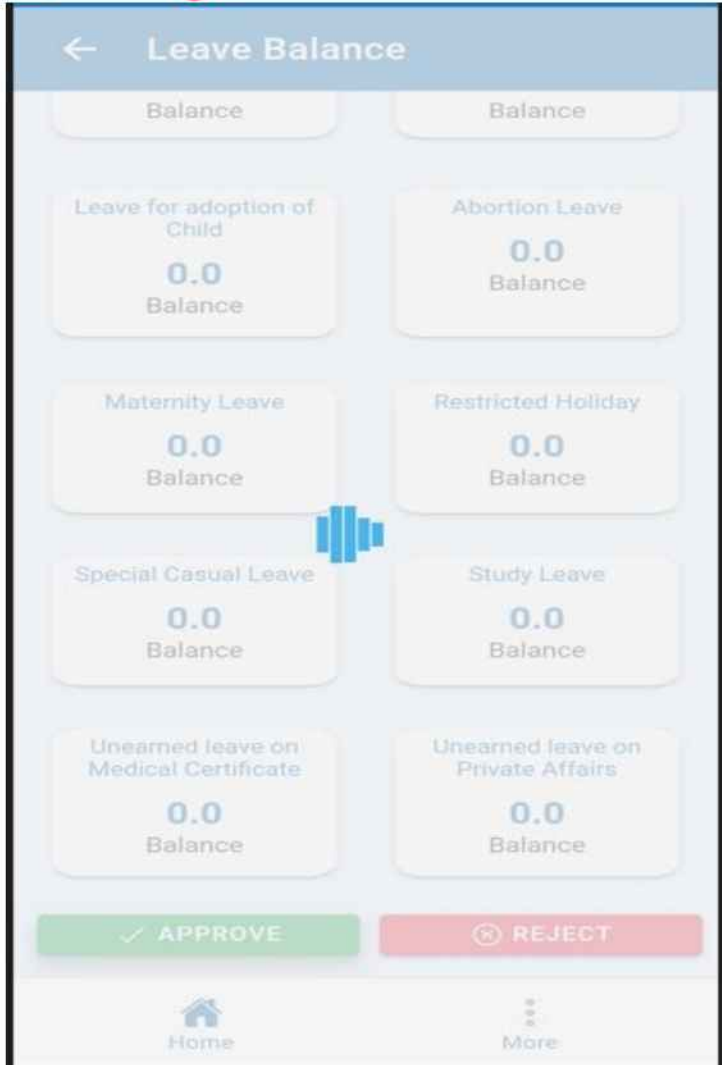 Leave Balance
Balance
Balance
Leave for adoption of
Child
0.0
Balance
Abortion Leave
0.0
Balance
Maternity Leave
0.0
Balance
Restricted Holiday
0.0
Balance
Special Casual Leave
0.0
Balance
Study Leave
0.0
Balance
Unearned leave on
Medical Certificate
0.0
Balance
Unearned leave on
Private Affairs
0.0
Balance
APPROVE
REJECT
Home
More